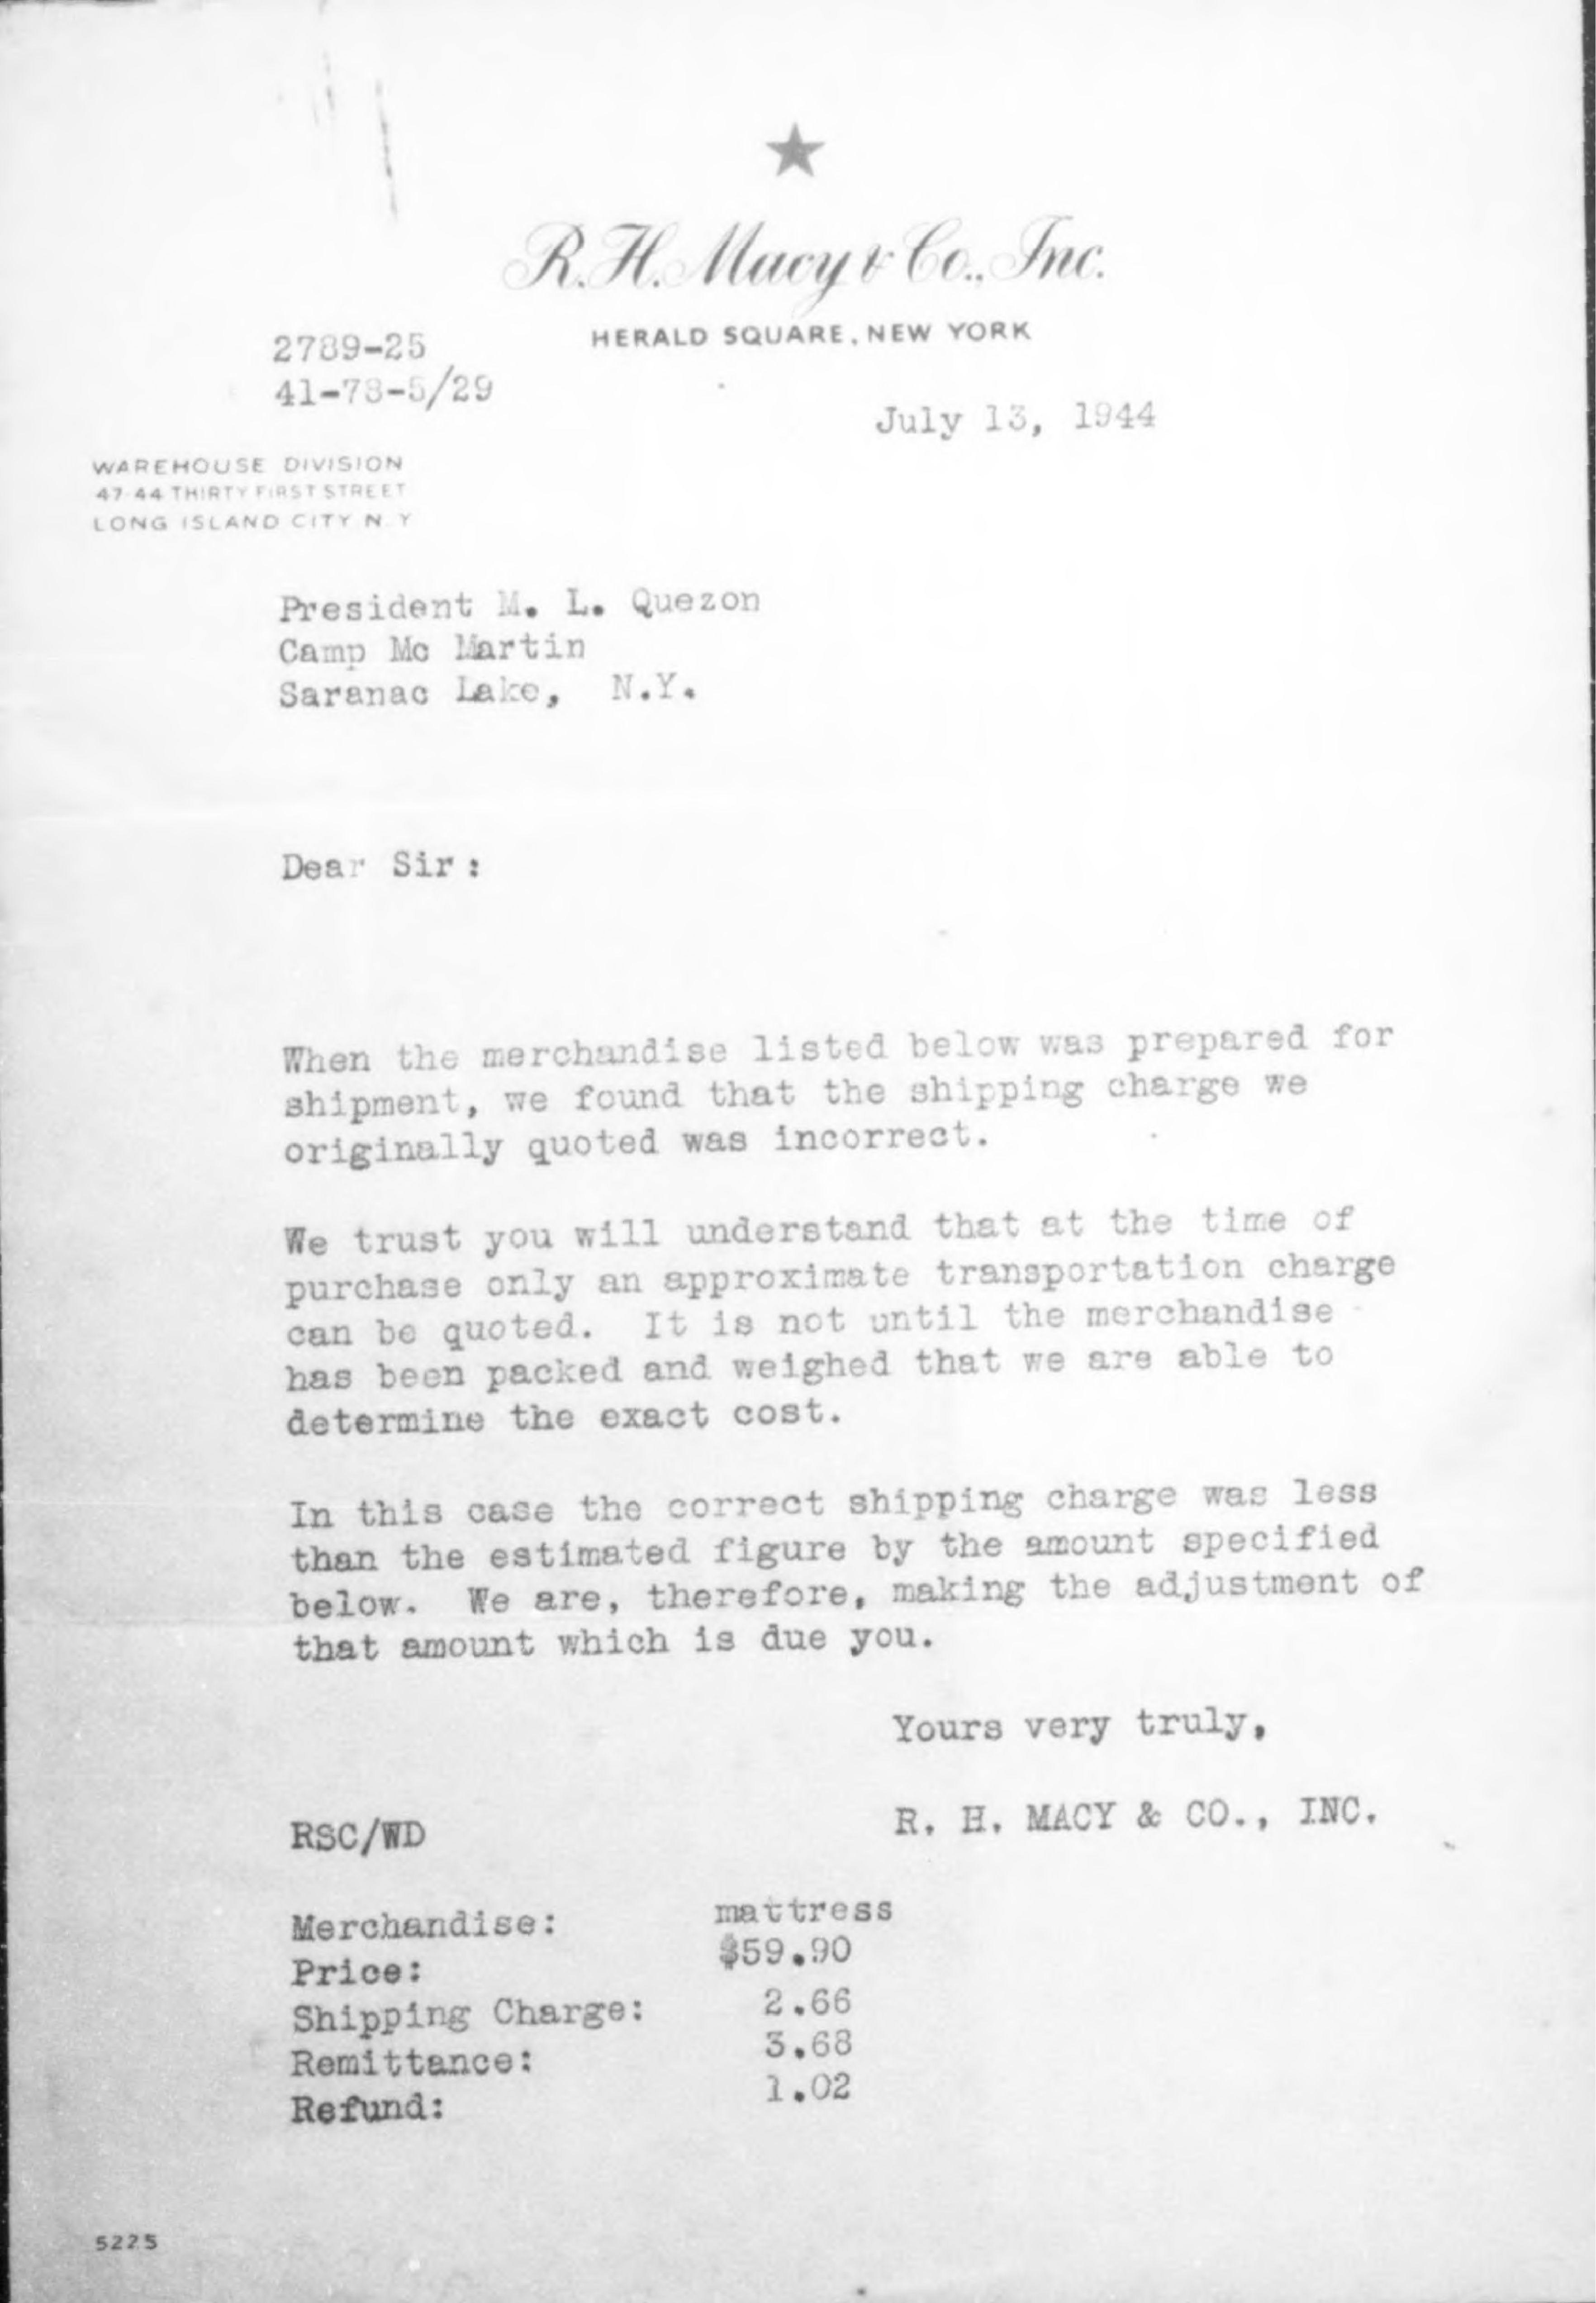 R. H. Macy & Co., Inc.
HERALD SQUARE, NEW YORK
2789-25
41-78-5/29
July 13, 1944
WAREHOUSE DIVISION
47-44 THIRTY FIRST STREET
LONG ISLAND CITY N. Y
President M. L. Quezon
Camp Mc Martin
Saranac Lake, N.Y.
Dear Sir:
When the merchandise listed below was prepared for
shipment, we found that the shipping charge we
originally quoted was incorrect.
We trust you will understand that at the time of
purchase only an approximate transportation charge
can be quoted. It is not until the merchandise
has been packed and weighed that we are able to
determine the exact cost.
In this case the correct shipping charge was less
than the estimated figure by the amount specified
below. We are, therefore, making the adjustment of
that amount which is due you.
Yours very truly,
R. H. MACY & CO., INC.
RSC/WD
Merchandise: mattress
Price: $59.90
Shipping Charge: 2.66
Remittance: 3.68
Refund: 1.02
5225